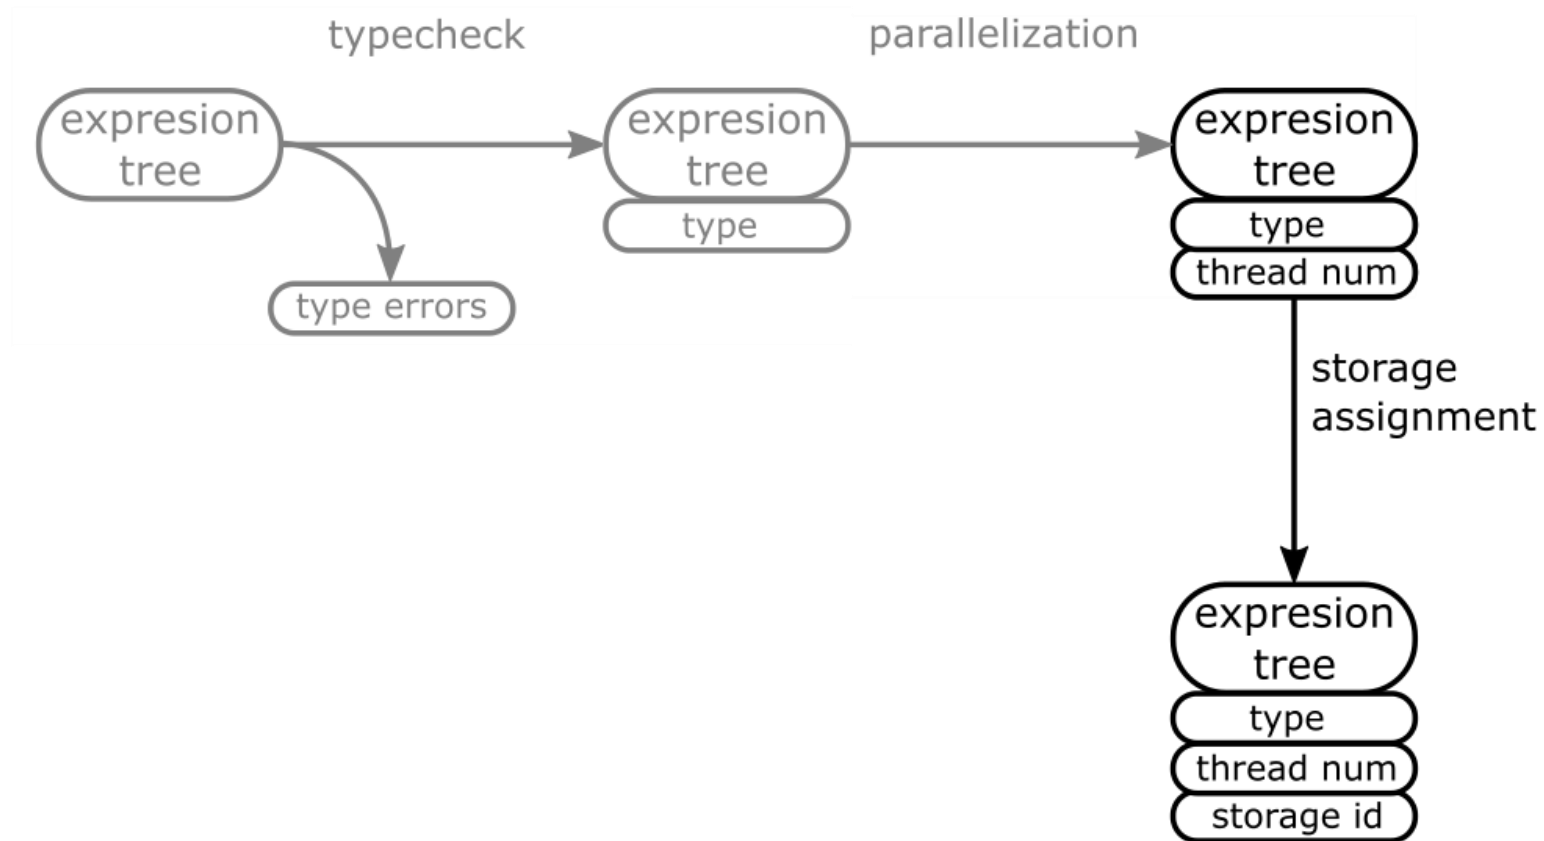 typecheck
parallelization
expresion
tree
expresion
tree
type
expresion
tree
type
thread num
type errors
storage
assignment
expresion
tree
type
thread num
storage id